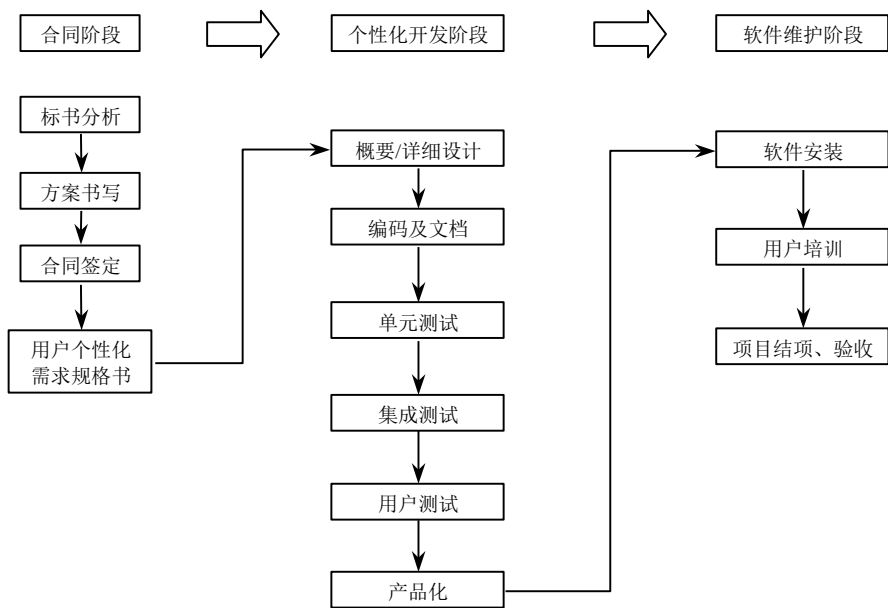 合同阶段
个性化开发阶段
软件维护阶段
标书分析
方案书写
合同签定
用户个性化
需求规格书
概要/详细设计
编码及文档
单元测试
集成测试
用户测试
产品化
软件安装
用户培训
项目结项、验收